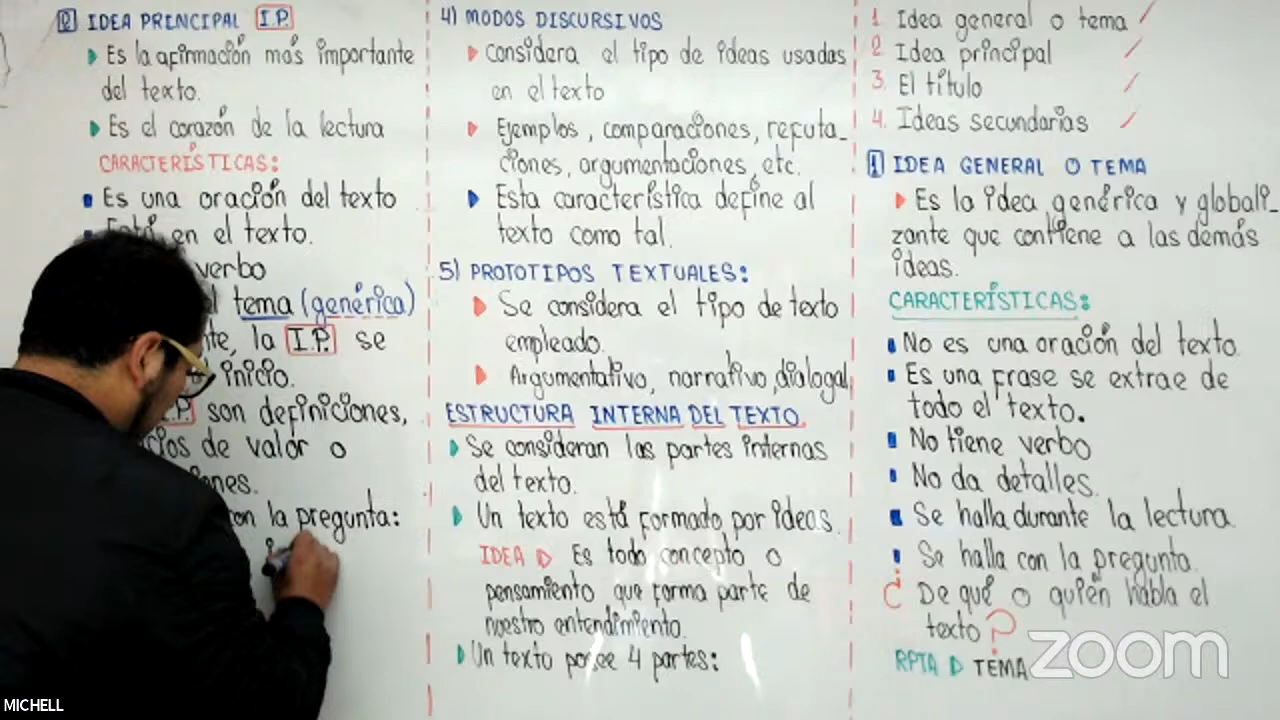 2 IDEA PRINCIPAL I.P.
Es la afirmación más importante
del texto.
Es el corazón de la lectura
CARACTERÍSTICAS:
Es una oración del texto
Está en el texto.
verbo
tema (genérica)
la I.P. se
inicio.
I.P. son definiciones,
de valor o
con la pregunta:
4) MODOS DISCURSIVOS
considera el tipo de ideas usadas
en el texto
Ejemplos, comparaciones, refuta_
ciones, argumentaciones, etc.
Esta característica define al
texto como tal.
5) PROTOTIPOS TEXTUALES:
Se considera el tipo de texto
empleado.
Argumentativo, narrativo, dialogal
ESTRUCTURA INTERNA DEL TEXTO
Se consideran las partes internas
del texto.
Un texto está formado por ideas.
IDEA Es todo concepto o
pensamiento que forma parte de
nuestro entendimiento.
Un texto posee 4 partes:
1. Idea general o tema
2. Idea principal
3. El título
4. Ideas secundarias
1 IDEA GENERAL O TEMA
Es la idea genérica y globali_
zante que contiene a las demás
ideas.
CARACTERÍSTICAS:
No es una oración del texto.
Es una frase se extrae de
todo el texto.
No tiene verbo
No da detalles.
Se halla durante la lectura.
Se halla con la pregunta.
¿De qué o quién habla el
texto?
RPTA TEMA
zoom
MICHELL